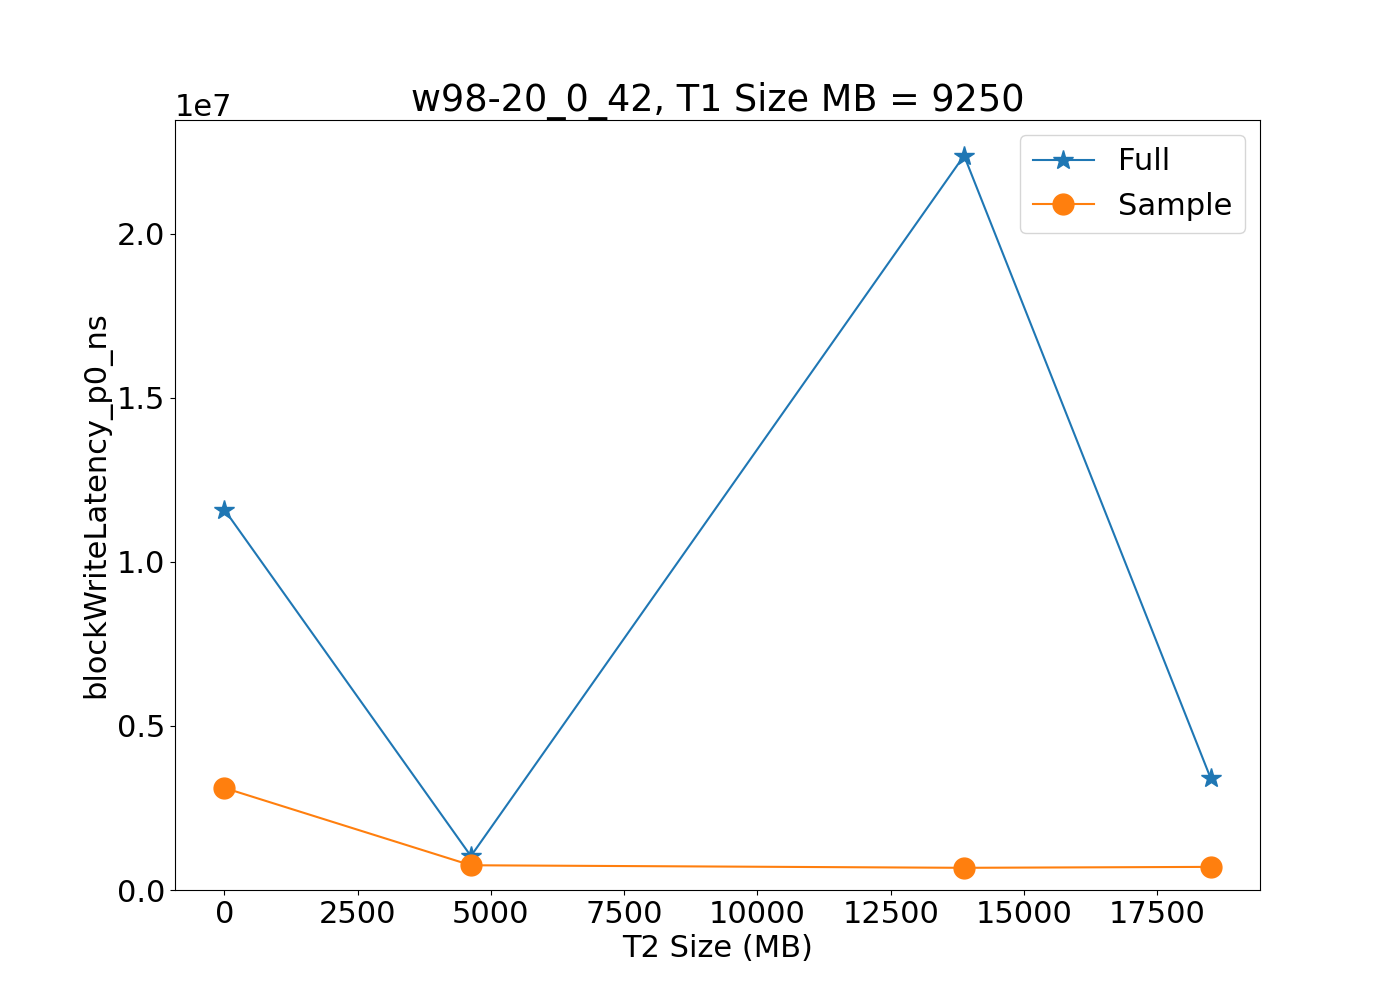 w98-20_0_42, T1 Size MB = 9250
1e7
Full
Sample
2.0
1.5
1.0
0.5
0.0
blockWriteLatency_p0_ns
0 2500 5000 7500 10000 12500 15000 17500
T2 Size (MB)